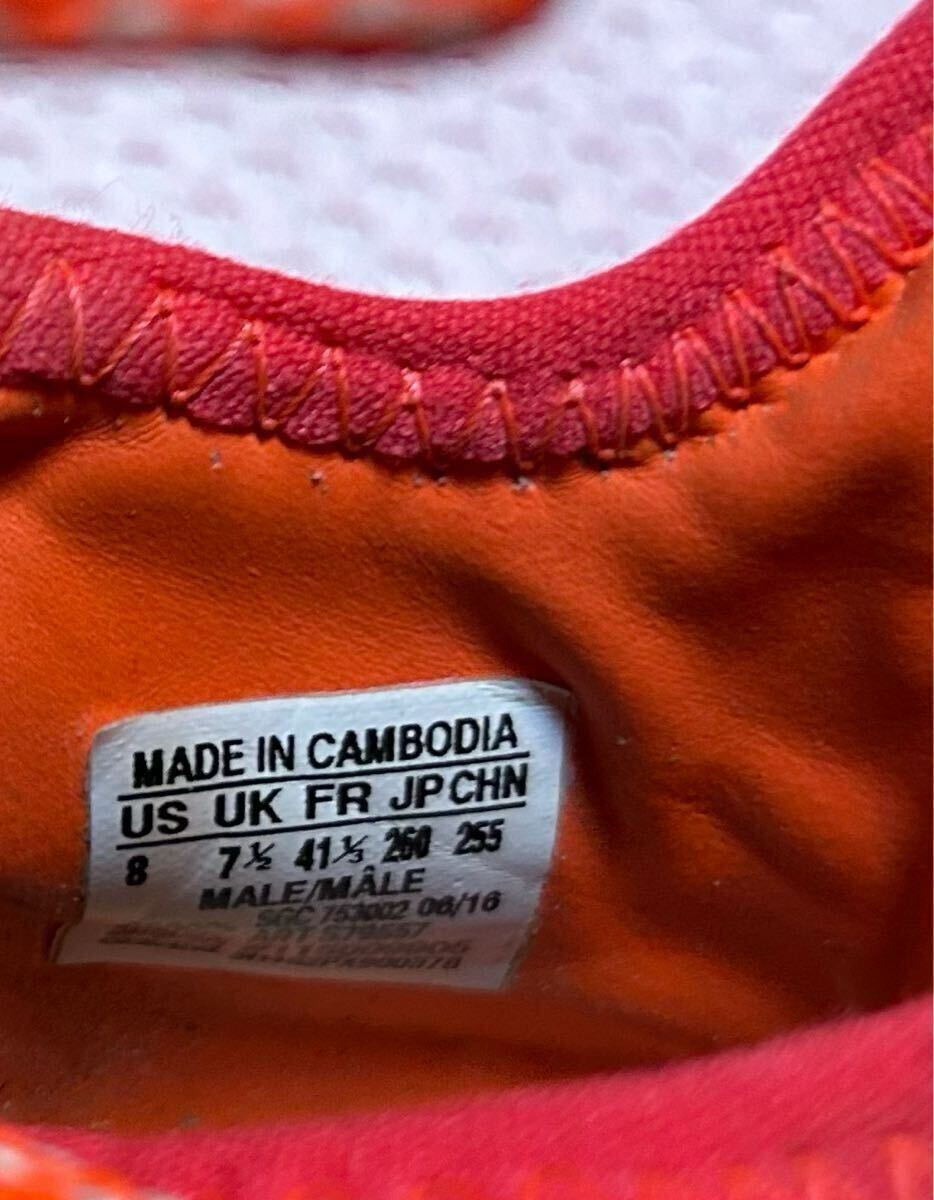 MADE IN CAMBODIA
US UK FR JP CHN
8 7½ 41⅓ 260 255
MALE/MÂLE
SGC 753002 06/16